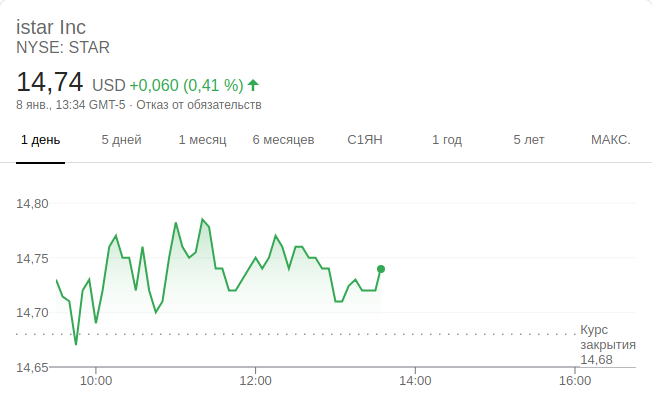 istar Inc
NYSE: STAR
14,74 USD +0,060 (0,41 %)
8 янв., 13:34 GMT-5 · Отказ от обязательств
1 день 5 дней 1 месяц 6 месяцев С1ЯН 1 год 5 лет МАКС.
14,80
14,75
14,70
Курс
закрытия
14,68
14,65
10:00 12:00 14:00 16:00